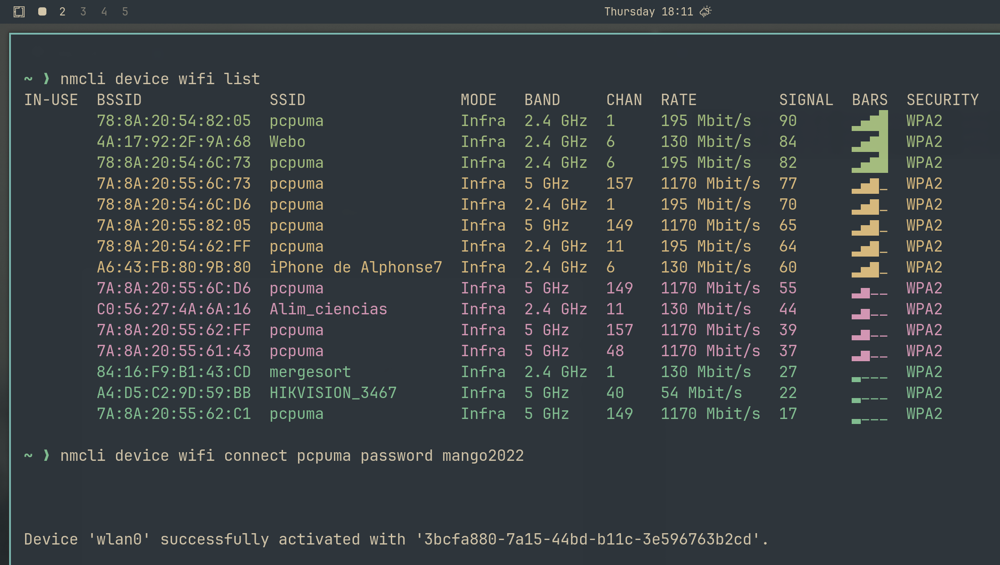 2 3 4 5 Thursday 18:11
~ ❯ nmcli device wifi list
IN-USE BSSID SSID MODE BAND CHAN RATE SIGNAL BARS SECURITY
78:8A:20:54:82:05 pcpuma Infra 2.4 GHz 1 195 Mbit/s 90 ▂▄▆█ WPA2
4A:17:92:2F:9A:68 Webo Infra 2.4 GHz 6 130 Mbit/s 84 ▂▄▆█ WPA2
78:8A:20:54:6C:73 pcpuma Infra 2.4 GHz 6 195 Mbit/s 82 ▂▄▆█ WPA2
7A:8A:20:55:6C:73 pcpuma Infra 5 GHz 157 1170 Mbit/s 77 ▂▄▆_ WPA2
78:8A:20:54:6C:D6 pcpuma Infra 2.4 GHz 1 195 Mbit/s 70 ▂▄▆_ WPA2
7A:8A:20:55:82:05 pcpuma Infra 5 GHz 149 1170 Mbit/s 65 ▂▄▆_ WPA2
78:8A:20:54:62:FF pcpuma Infra 2.4 GHz 11 195 Mbit/s 64 ▂▄▆_ WPA2
A6:43:FB:80:9B:80 iPhone de Alphonse7 Infra 2.4 GHz 6 130 Mbit/s 60 ▂▄▆_ WPA2
7A:8A:20:55:6C:D6 pcpuma Infra 5 GHz 149 1170 Mbit/s 55 ▂▄__ WPA2
C0:56:27:4A:6A:16 Alim_ciencias Infra 2.4 GHz 11 130 Mbit/s 44 ▂▄__ WPA2
7A:8A:20:55:62:FF pcpuma Infra 5 GHz 157 1170 Mbit/s 39 ▂▄__ WPA2
7A:8A:20:55:61:43 pcpuma Infra 5 GHz 48 1170 Mbit/s 37 ▂▄__ WPA2
84:16:F9:B1:43:CD mergesort Infra 2.4 GHz 1 130 Mbit/s 27 ▂___ WPA2
A4:D5:C2:9D:59:BB HIKVISION_3467 Infra 5 GHz 40 54 Mbit/s 22 ▂___ WPA2
7A:8A:20:55:62:C1 pcpuma Infra 5 GHz 149 1170 Mbit/s 17 ▂___ WPA2
~ ❯ nmcli device wifi connect pcpuma password mango2022
Device 'wlan0' successfully activated with '3bcfa880-7a15-44bd-b11c-3e596763b2cd'.